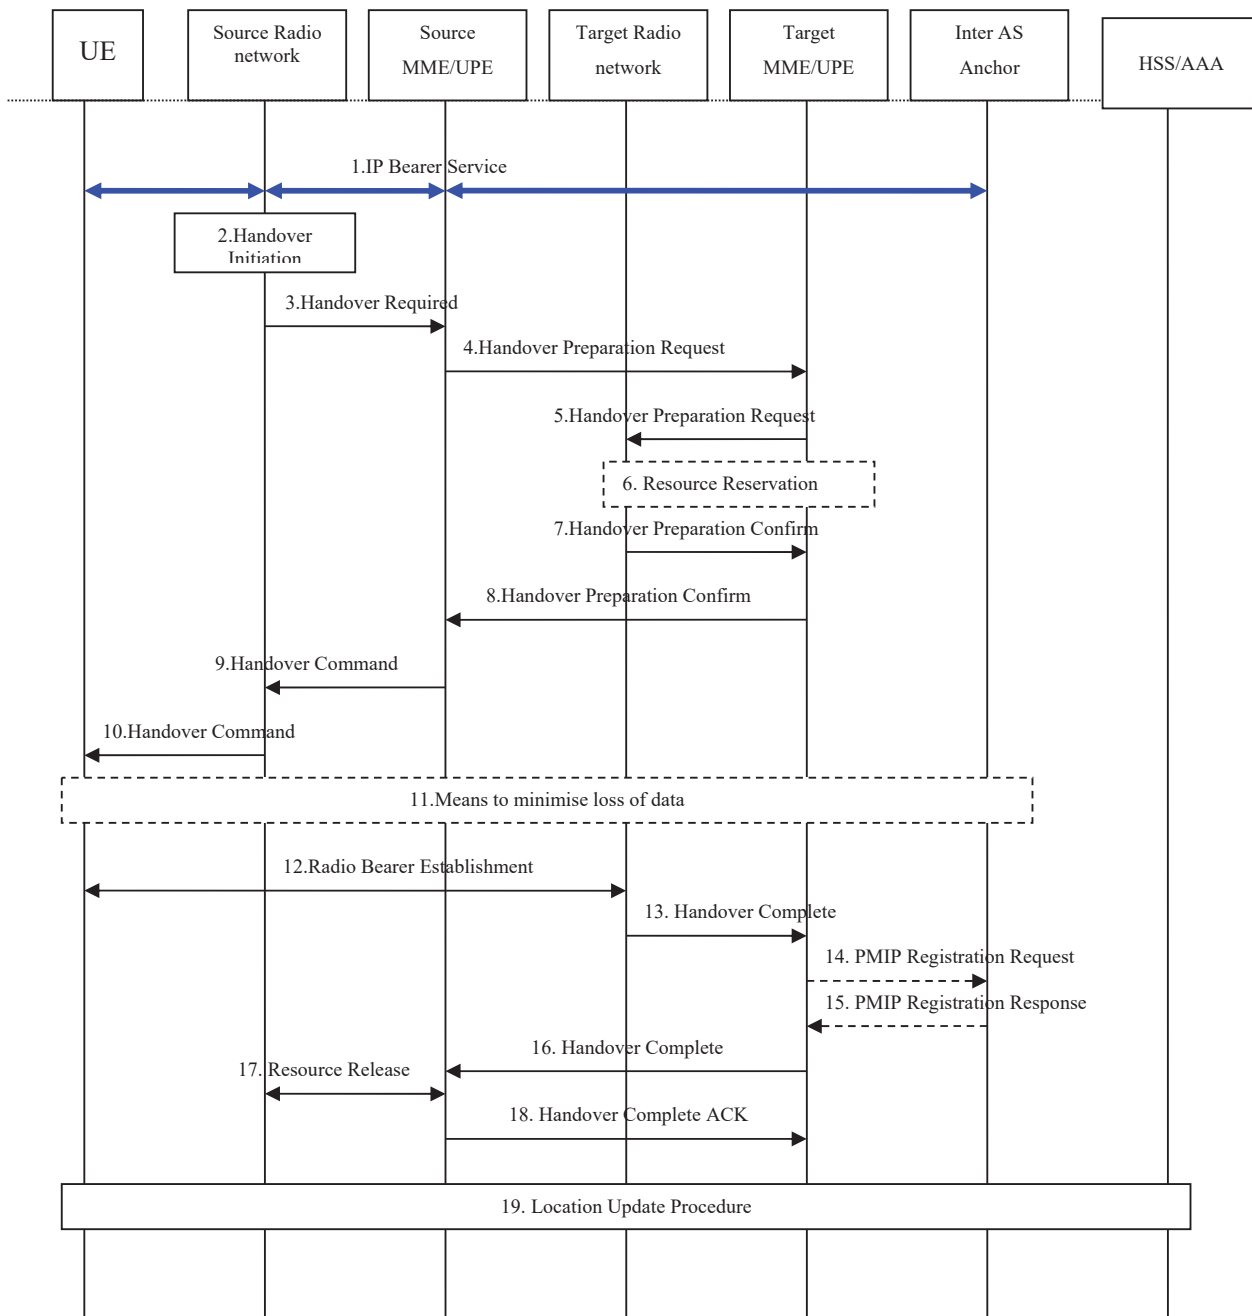 UE
Source Radio
network
Source
MME/UPE
Target Radio
network
Target
MME/UPE
Inter AS
Anchor
HSS/AAA
1.IP Bearer Service
2.Handover
Initiation
3.Handover Required
4.Handover Preparation Request
5.Handover Preparation Request
6. Resource Reservation
7.Handover Preparation Confirm
8.Handover Preparation Confirm
9.Handover Command
10.Handover Command
11.Means to minimise loss of data
12.Radio Bearer Establishment
13. Handover Complete
14. PMIP Registration Request
15. PMIP Registration Response
16. Handover Complete
17. Resource Release
18. Handover Complete ACK
19. Location Update Procedure